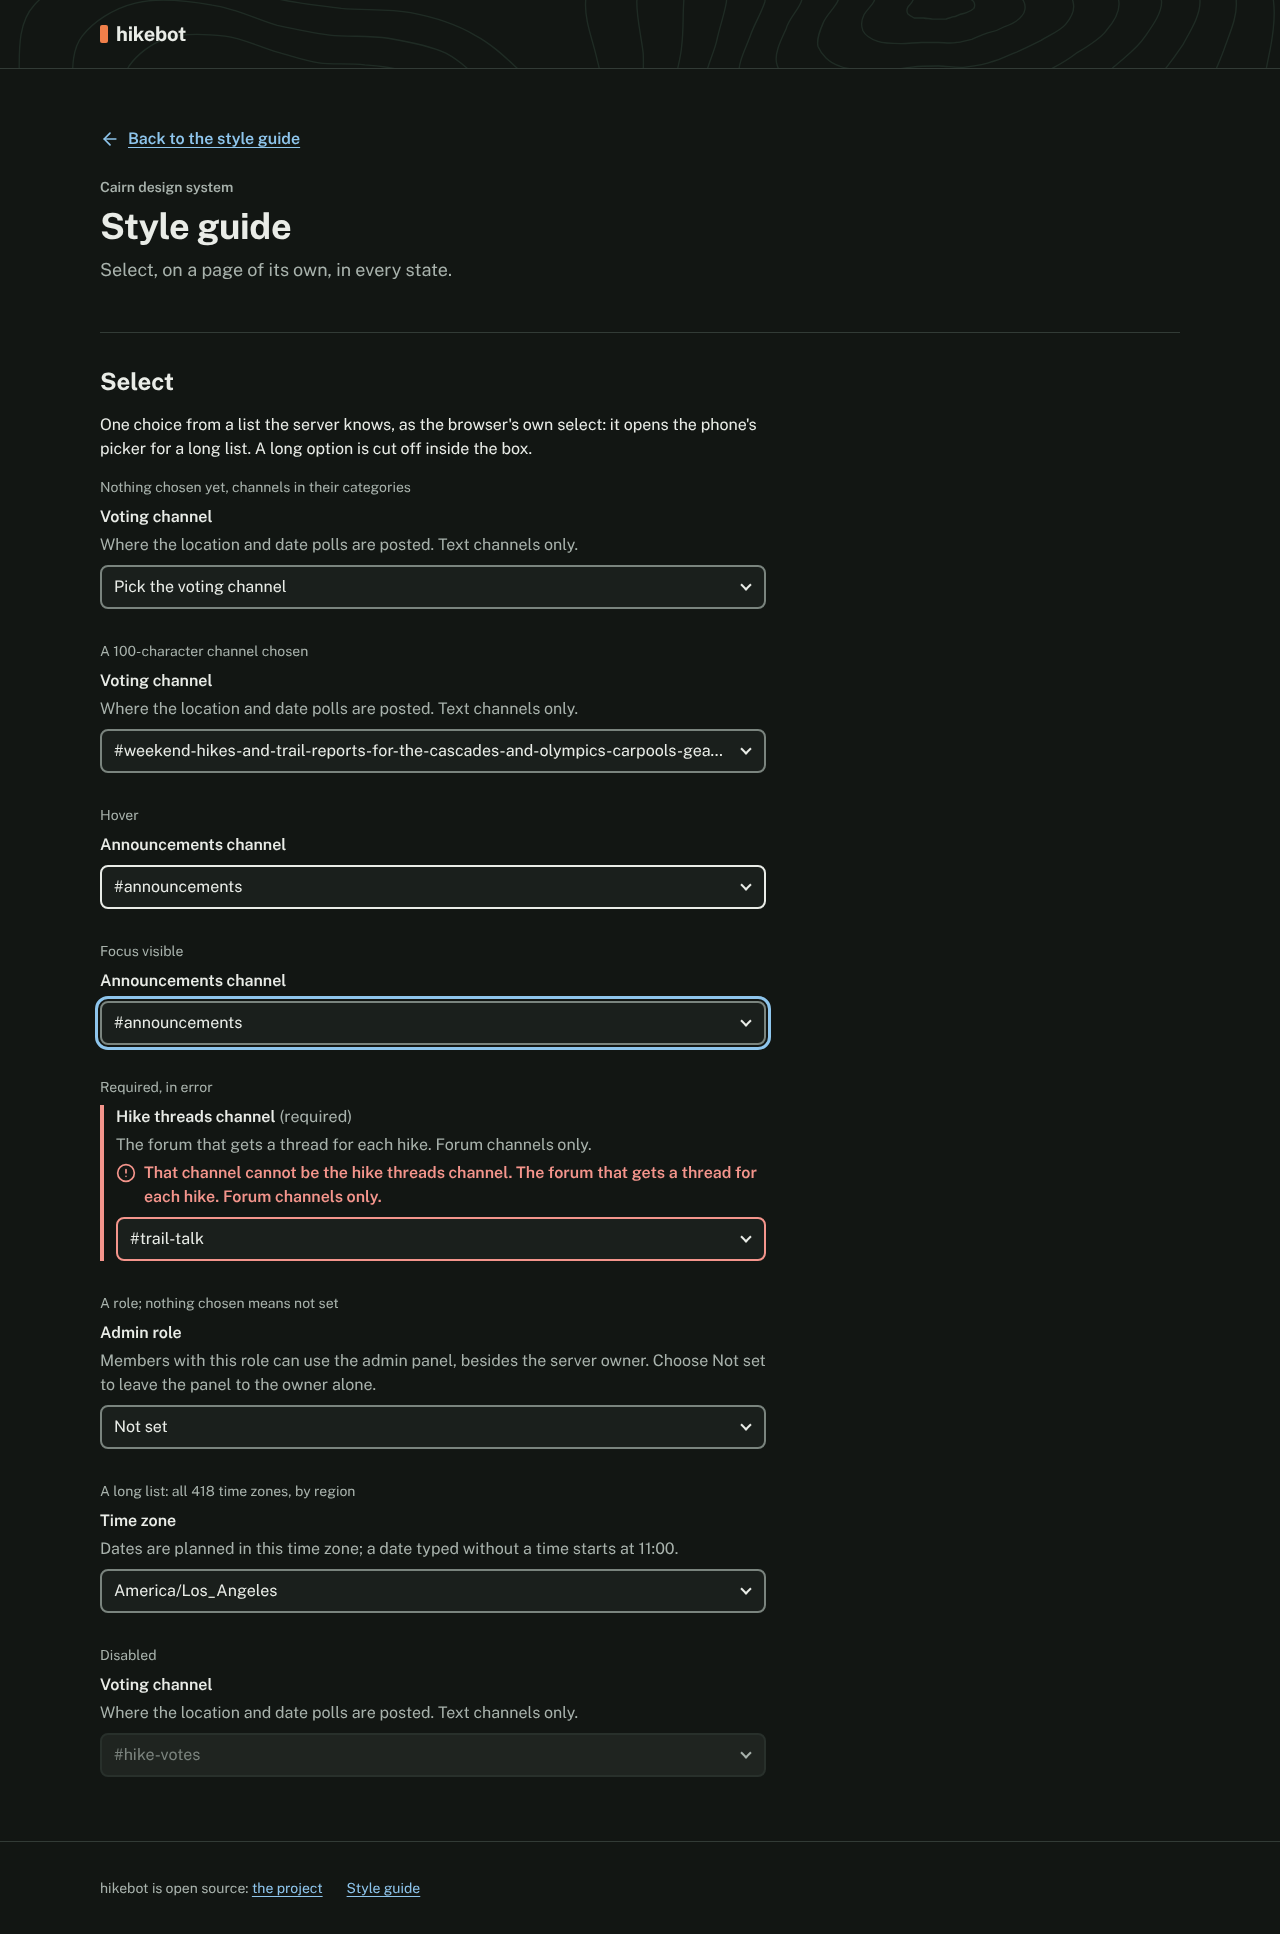 hikebot
Back to the style guide
Cairn design system
Style guide
Select, on a page of its own, in every state.
Select
One choice from a list the server knows, as the browser's own select: it opens the phone's
picker for a long list. A long option is cut off inside the box.
Nothing chosen yet, channels in their categories
Voting channel
Where the location and date polls are posted. Text channels only.
Pick the voting channel
A 100-character channel chosen
Voting channel
Where the location and date polls are posted. Text channels only.
#weekend-hikes-and-trail-reports-for-the-cascades-and-olympics-carpools-gea...
Hover
Announcements channel
#announcements
Focus visible
Announcements channel
#announcements
Required, in error
Hike threads channel (required)
The forum that gets a thread for each hike. Forum channels only.
That channel cannot be the hike threads channel. The forum that gets a thread for
each hike. Forum channels only.
#trail-talk
A role; nothing chosen means not set
Admin role
Members with this role can use the admin panel, besides the server owner. Choose Not set
to leave the panel to the owner alone.
Not set
A long list: all 418 time zones, by region
Time zone
Dates are planned in this time zone; a date typed without a time starts at 11:00.
America/Los_Angeles
Disabled
Voting channel
Where the location and date polls are posted. Text channels only.
#hike-votes
hikebot is open source: the project Style guide